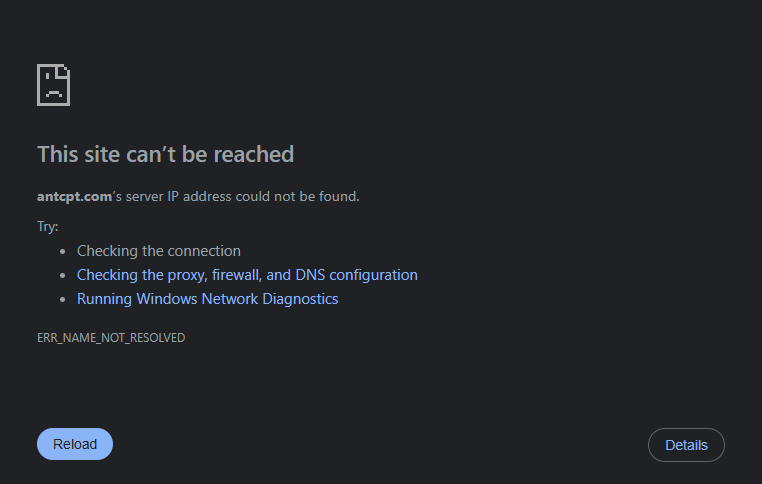 This site can’t be reached
antcpt.com’s server IP address could not be found.
Try:
• Checking the connection
• Checking the proxy, firewall, and DNS configuration
• Running Windows Network Diagnostics
ERR_NAME_NOT_RESOLVED
Reload
Details